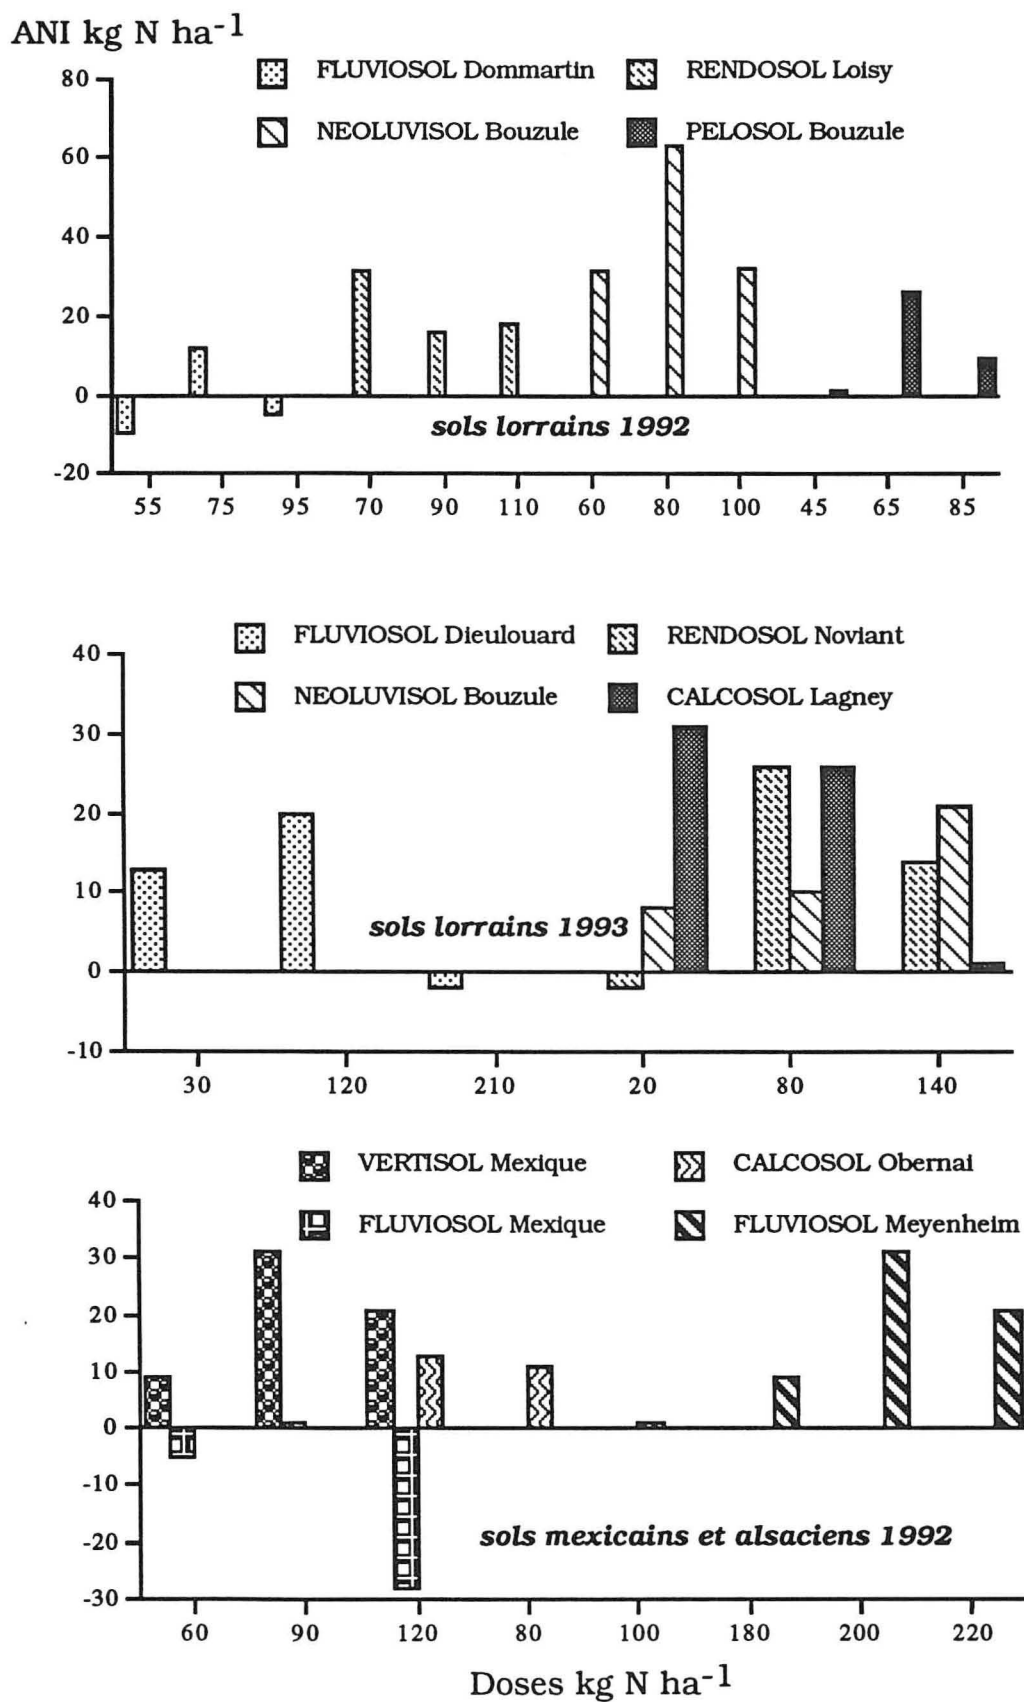 ANI kg N ha-1
FLUVIOSOL Dommartin RENDOSOL Loisy
NEOLUVISOL Bouzule PELOSOL Bouzule
80
60
40
20
0
-20
sols lorrains 1992
55 75 95 70 90 110 60 80 100 45 65 85
FLUVIOSOL Dieulouard RENDOSOL Noviant
NEOLUVISOL Bouzule CALCOSOL Lagney
40
30
20
10
0
-10
sols lorrains 1993
30 120 210 20 80 140
VERTISOL Mexique CALCOSOL Obernai
FLUVIOSOL Mexique FLUVIOSOL Meyenheim
40
30
20
10
0
-10
-20
-30
sols mexicains et alsaciens 1992
60 90 120 80 100 180 200 220
Doses kg N ha-1